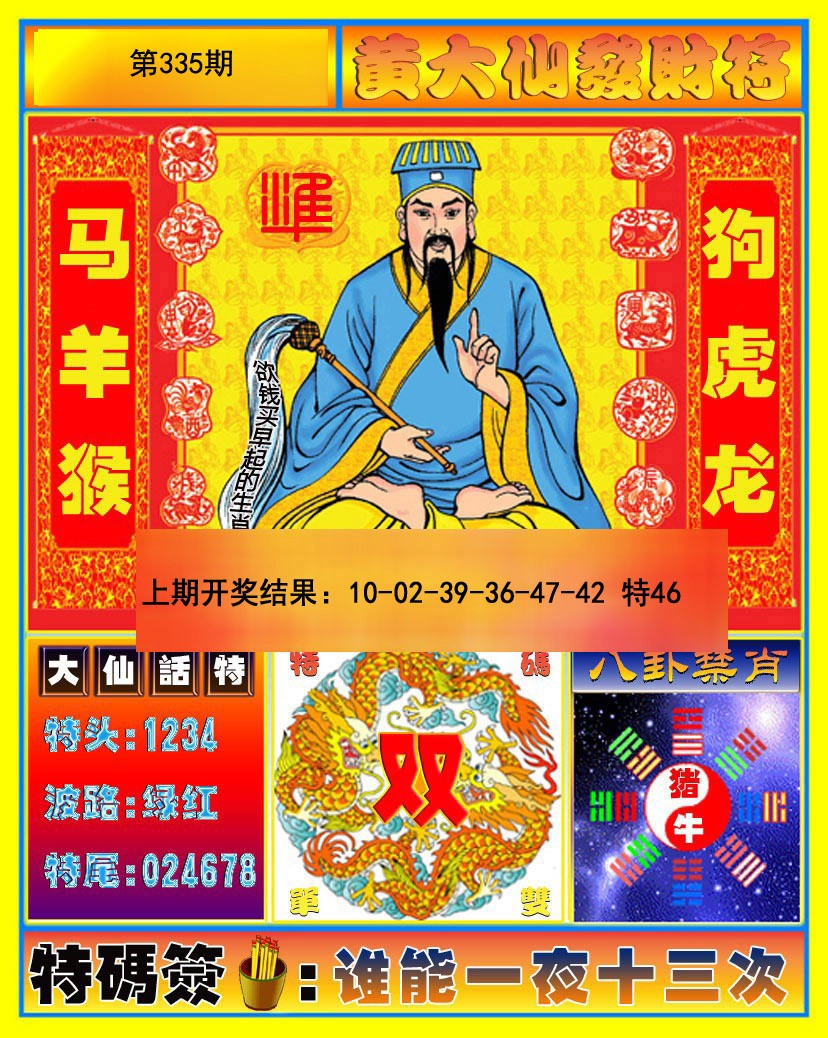 第335期
黄大仙發財符
马羊猴
狗虎龙
欲钱买早起的生肖
上期开奖结果：10-02-39-36-47-42 特46
大仙話特
特头:1234
波路:绿红
特尾:024678
特 碼
双
單 雙
八卦禁肖
猪
牛
特碼簽:谁能一夜十三次